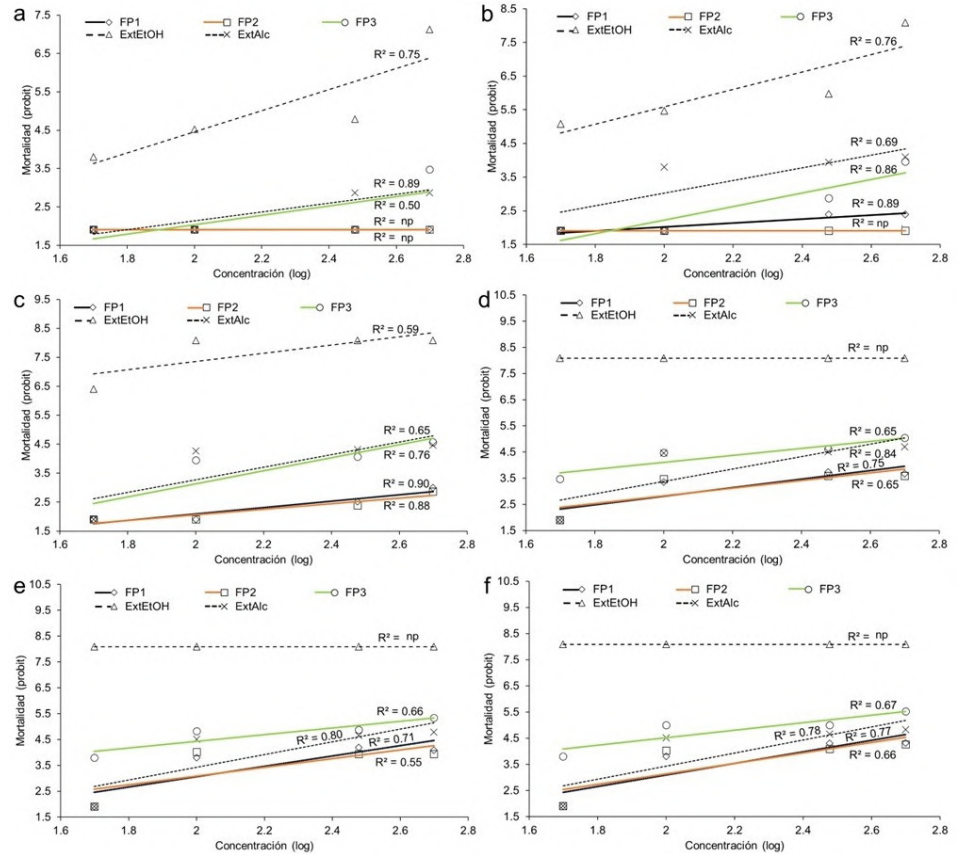 a
FP1 FP2 FP3
ExtEtOH ExtAlc
7.5
6.5
5.5
4.5
3.5
2.5
1.5
Mortalidad (probit)
R² = 0.75
R² = 0.89
R² = 0.50
R² = np
R² = np
1.6 1.8 2 2.2 2.4 2.6 2.8
Concentración (log)
b
FP1 FP2 FP3
ExtEtOH ExtAlc
8.5
7.5
6.5
5.5
4.5
3.5
2.5
1.5
Mortalidad (probit)
R² = 0.76
R² = 0.69
R² = 0.86
R² = 0.89
R² = np
1.6 1.8 2 2.2 2.4 2.6 2.8
Concentración (log)
c
FP1 FP2 FP3
ExtEtOH ExtAlc
9.5
8.5
7.5
6.5
5.5
4.5
3.5
2.5
1.5
Mortalidad (probit)
R² = 0.59
R² = 0.65
R² = 0.76
R² = 0.90
R² = 0.88
1.6 1.8 2 2.2 2.4 2.6 2.8
Concentración (log)
d
FP1 FP2 FP3
ExtEtOH ExtAlc
10.5
9.5
8.5
7.5
6.5
5.5
4.5
3.5
2.5
1.5
Mortalidad (probit)
R² = np
R² = 0.65
R² = 0.84
R² = 0.75
R² = 0.65
1.6 1.8 2 2.2 2.4 2.6 2.8
Concentración (log)
e
FP1 FP2 FP3
ExtEtOH ExtAlc
10.5
9.5
8.5
7.5
6.5
5.5
4.5
3.5
2.5
1.5
Mortalidad (probit)
R² = np
R² = 0.66
R² = 0.80
R² = 0.71
R² = 0.55
1.6 1.8 2 2.2 2.4 2.6 2.8
Concentración (log)
f
FP1 FP2 FP3
ExtEtOH ExtAlc
10.5
9.5
8.5
7.5
6.5
5.5
4.5
3.5
2.5
1.5
Mortalidad (probit)
R² = np
R² = 0.67
R² = 0.78
R² = 0.77
R² = 0.66
1.6 1.8 2 2.2 2.4 2.6 2.8
Concentración (log)